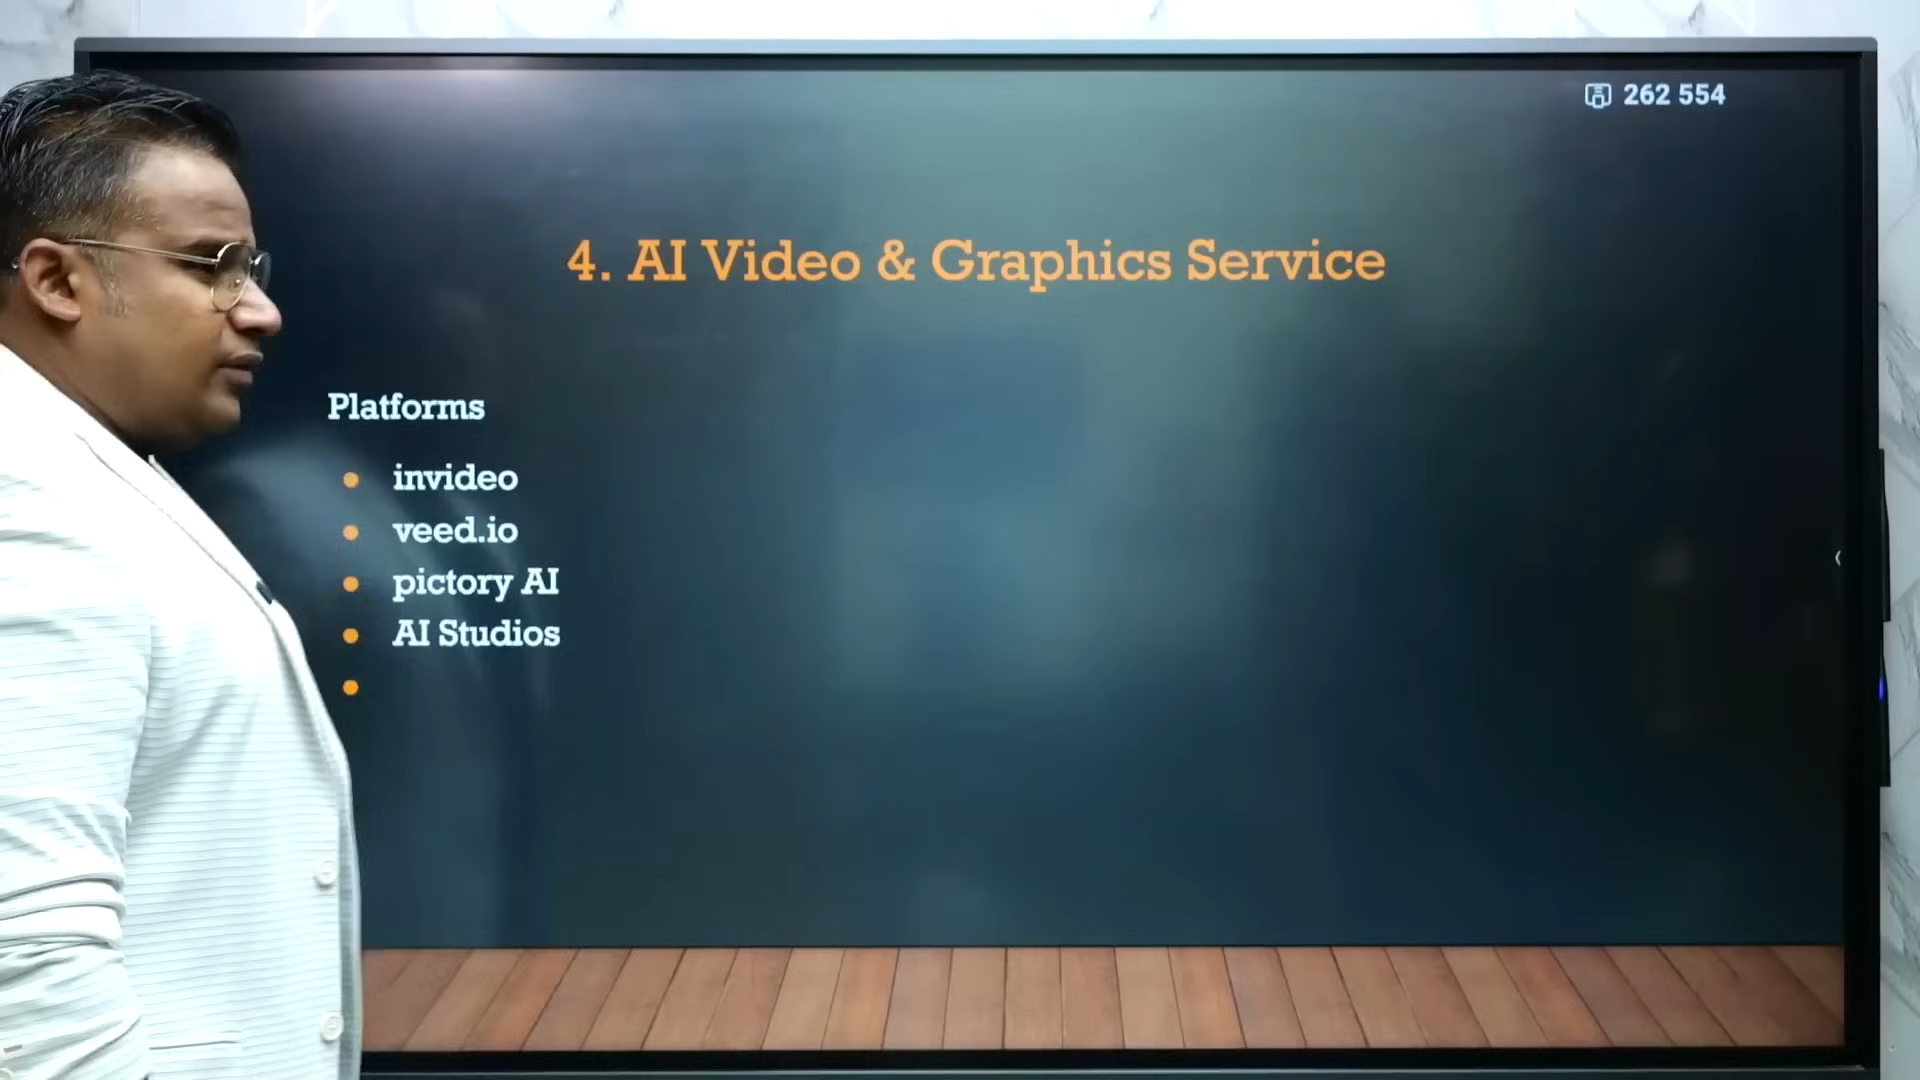 262 554
4. AI Video & Graphics Service
Platforms
invideo
veed.io
pictory AI
AI Studios